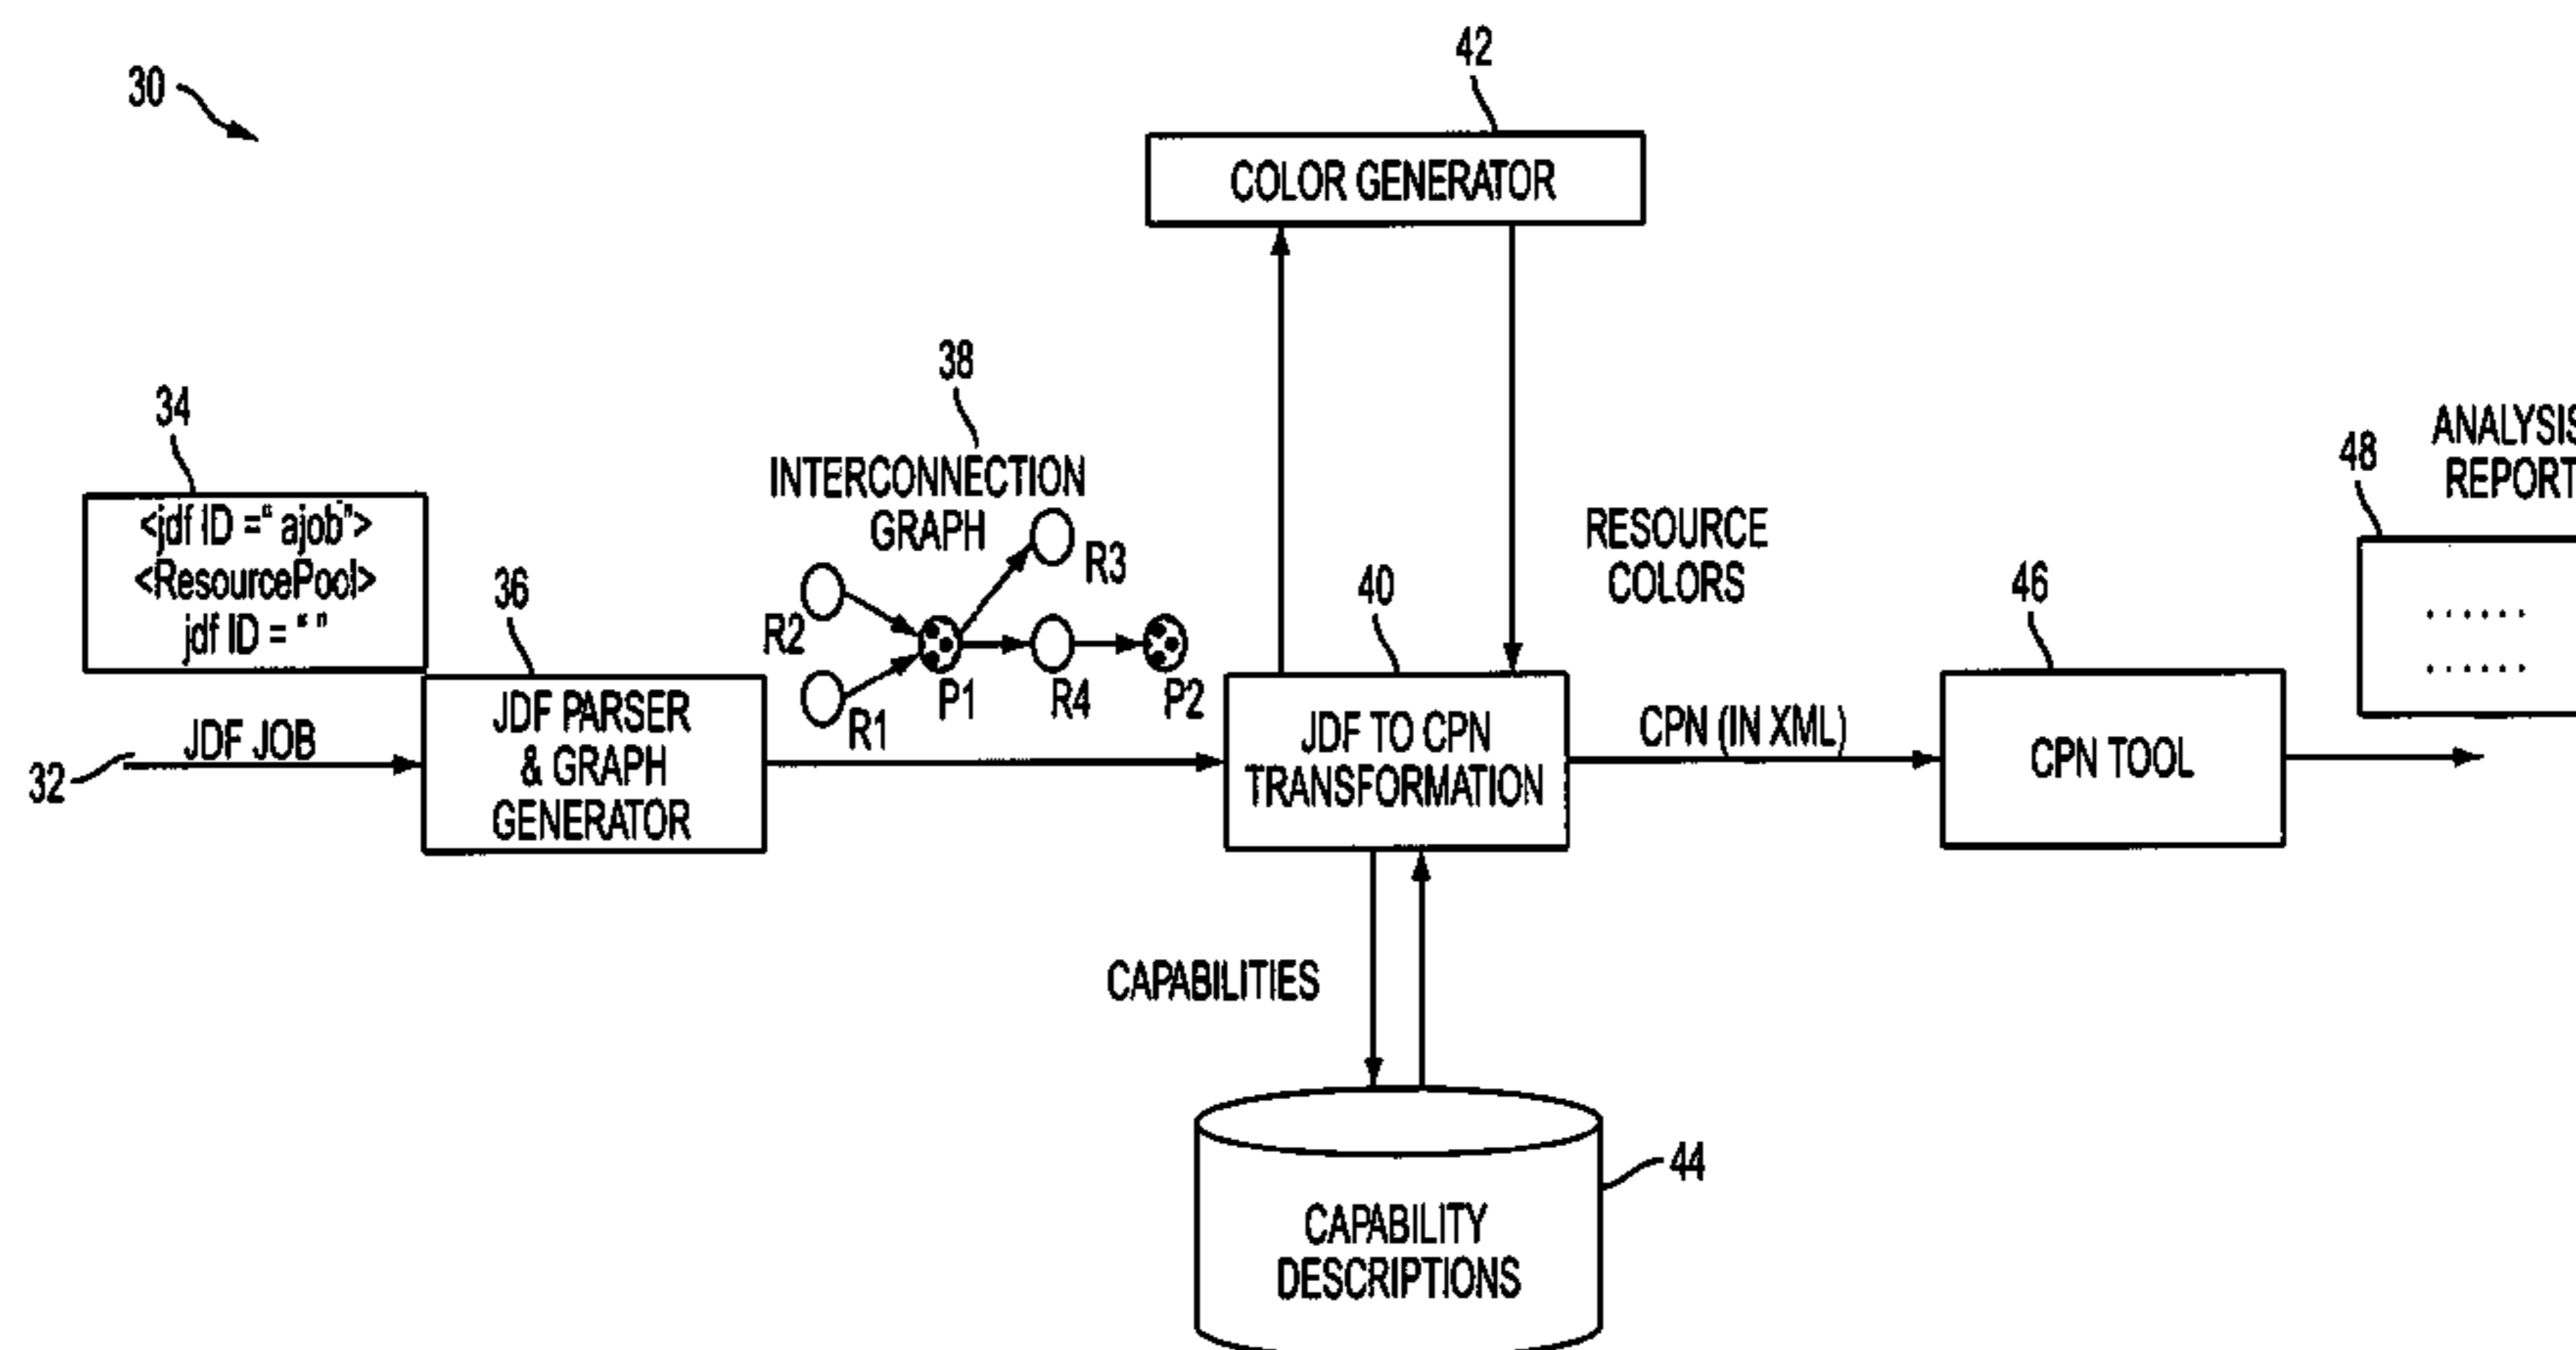 30
42
COLOR GENERATOR
38
INTERCONNECTION
GRAPH
R3
R2
R1
P1
R4
P2
34
<jdf ID =“ ajob”>
<ResourcePool>
jdf ID = “ ”
36
JDF PARSER
& GRAPH
GENERATOR
32
JDF JOB
RESOURCE
COLORS
40
JDF TO CPN
TRANSFORMATION
CPN (IN XML)
46
CPN TOOL
48
ANALYSIS
REPORT
......
......
CAPABILITIES
44
CAPABILITY
DESCRIPTIONS